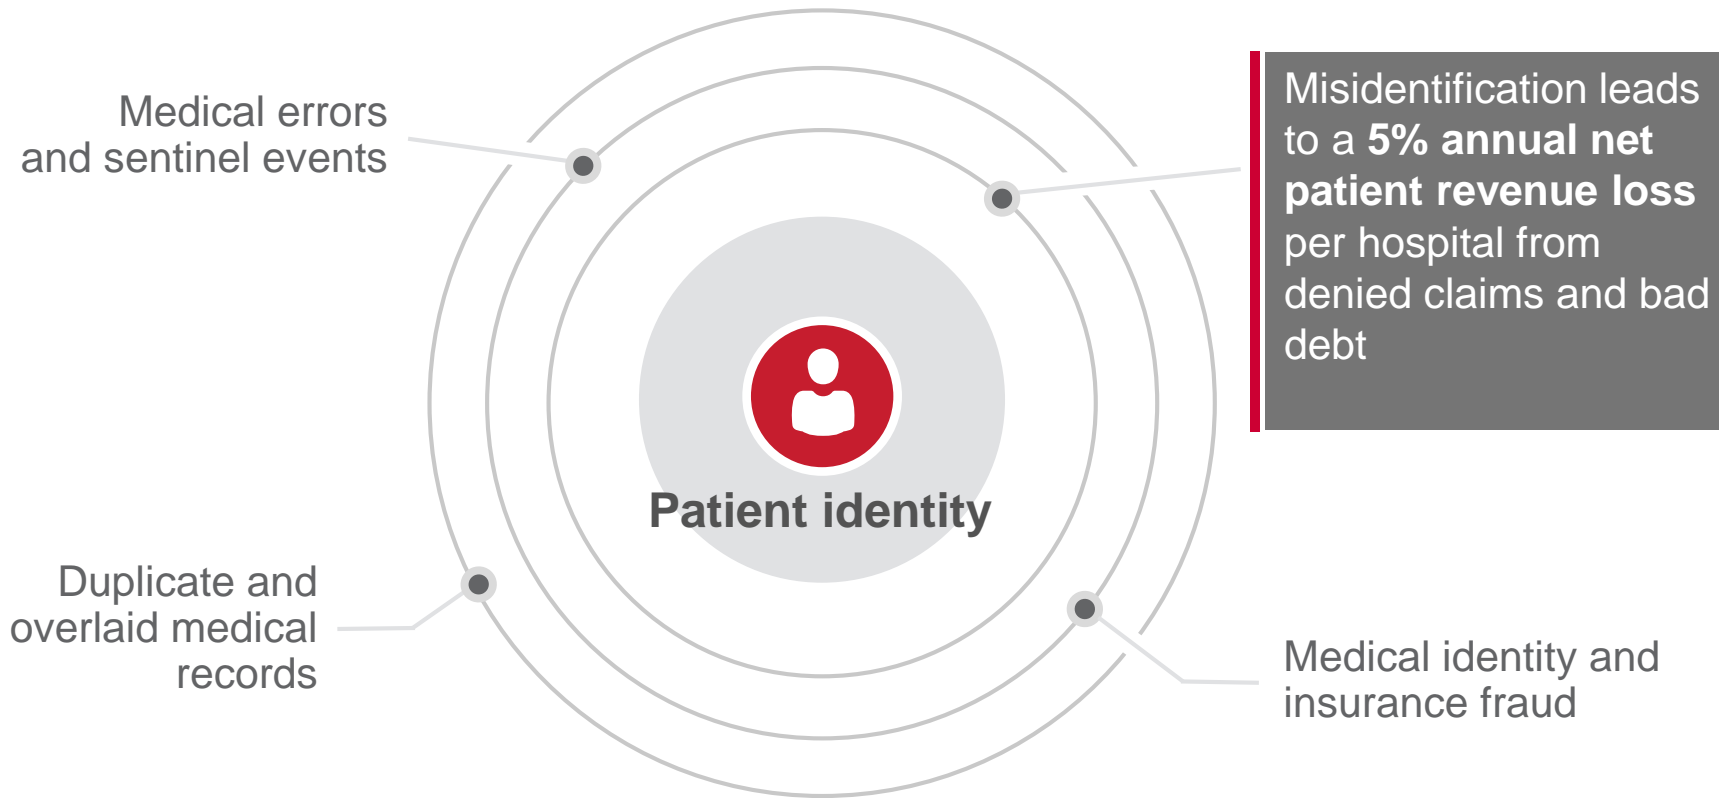 Medical errors
and sentinel events
Misidentification leads
to a 5% annual net
patient revenue loss
per hospital from
denied claims and bad
debt
Patient identity
Duplicate and
overlaid medical
records
Medical identity and
insurance fraud